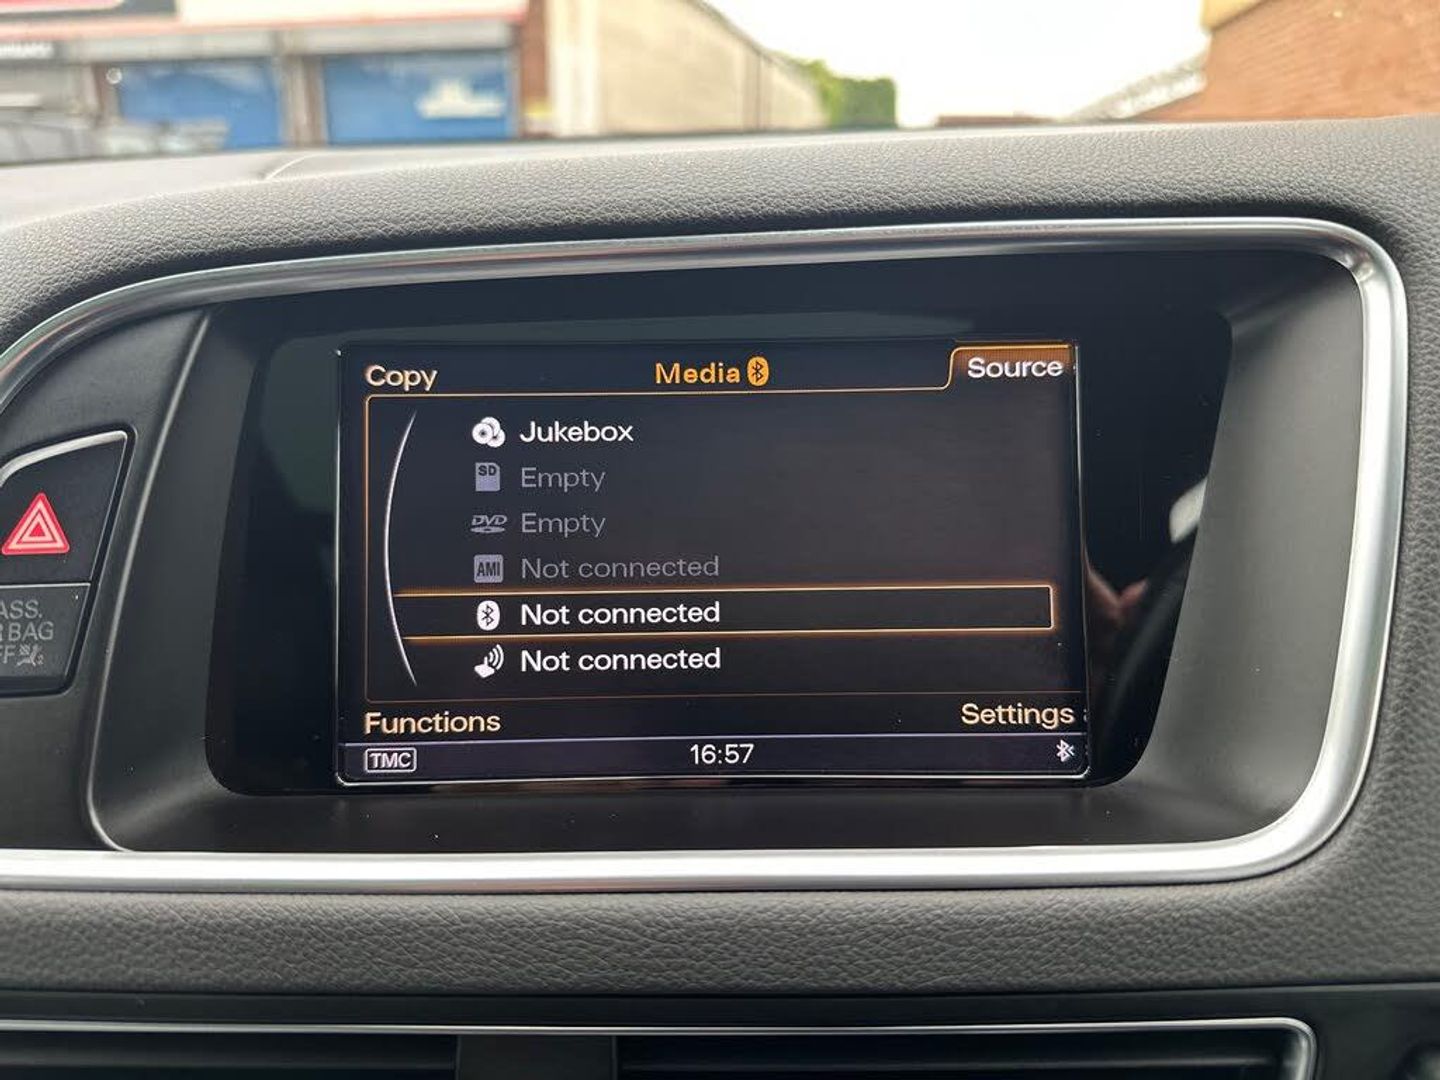 Copy Media Source
Jukebox
SD Empty
DVD Empty
AMI Not connected
Not connected
Not connected
Functions Settings
TMC 16:57
ASS.
BAG
2